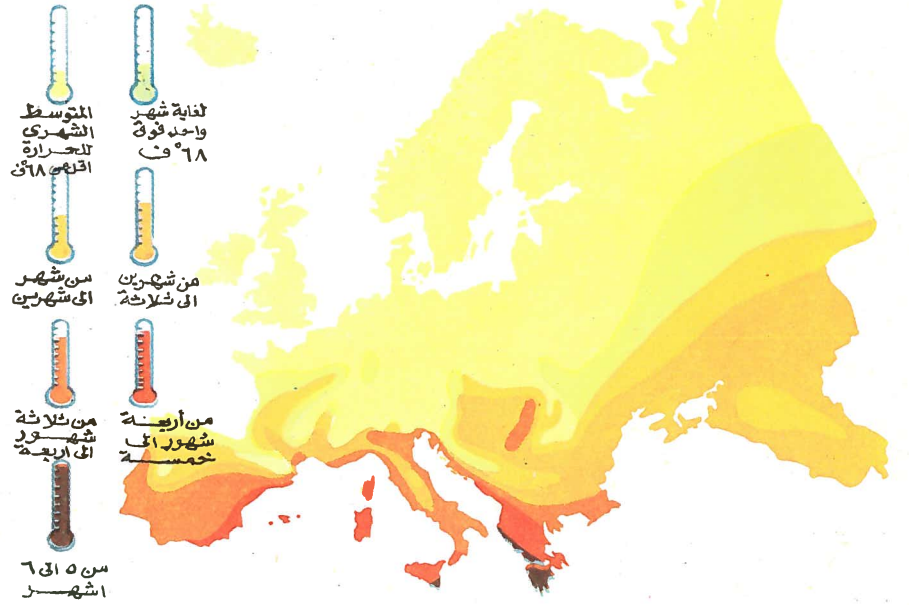 لغاية شهر
واحد فوق
٦٨° ف
المتوسط
الشهري
للحرارة
اقل من ٦٨°ف
من شهرين
الى ثلاثة
من شهر
الى شهرين
من أربعة
شهور الى
خمسة
من ثلاثة
شهور
الى اربعة
من ٥ الى ٦
اشهر